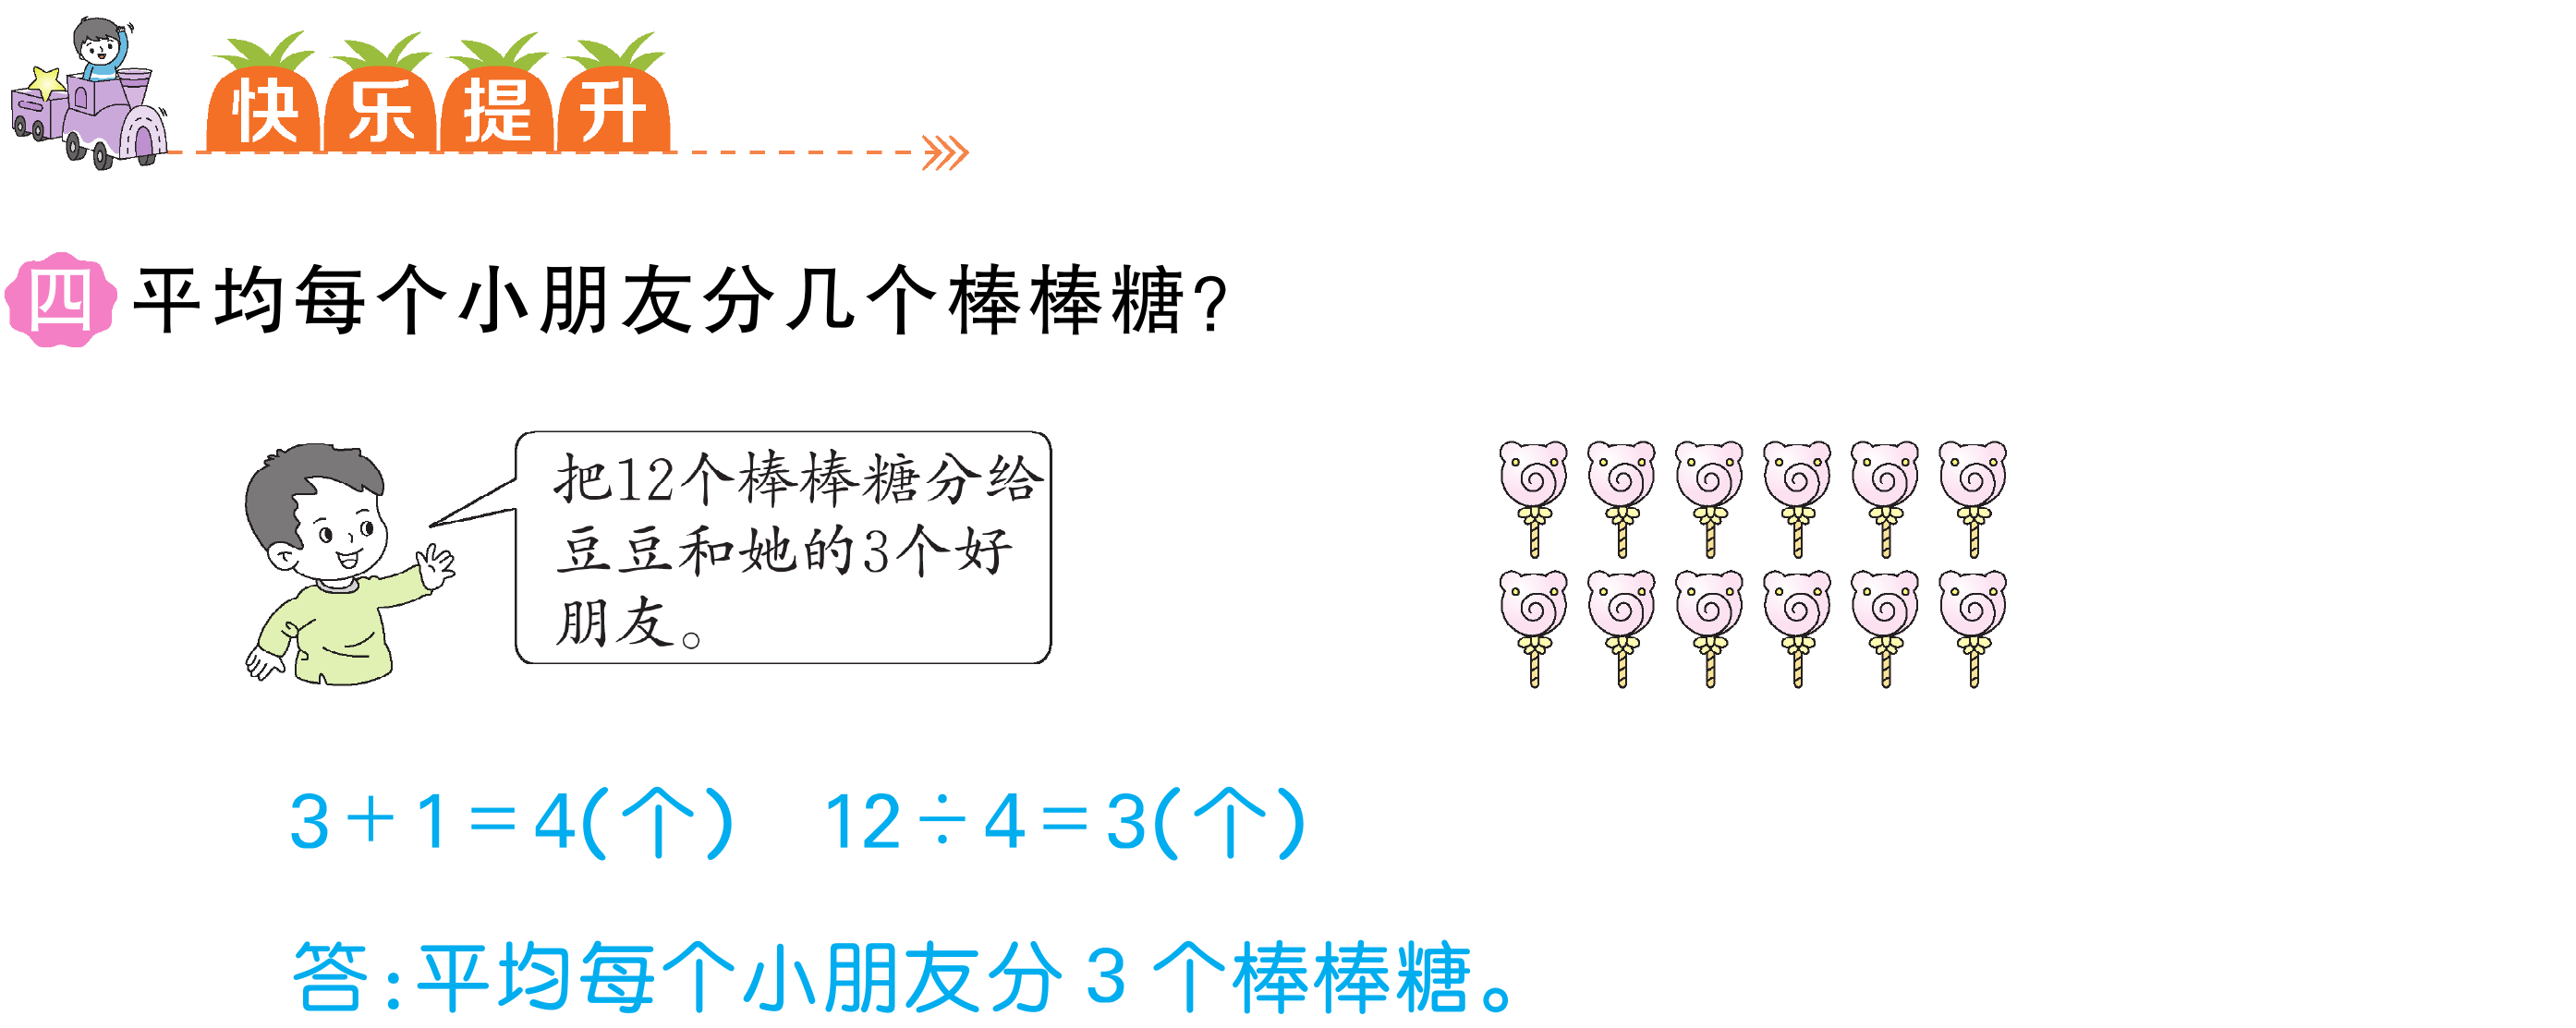 快乐提升
四 平均每个小朋友分几个棒棒糖?
把12个棒棒糖分给
豆豆和她的3个好
朋友。
3+1=4(个) 12÷4=3(个)
答:平均每个小朋友分 3 个棒棒糖。